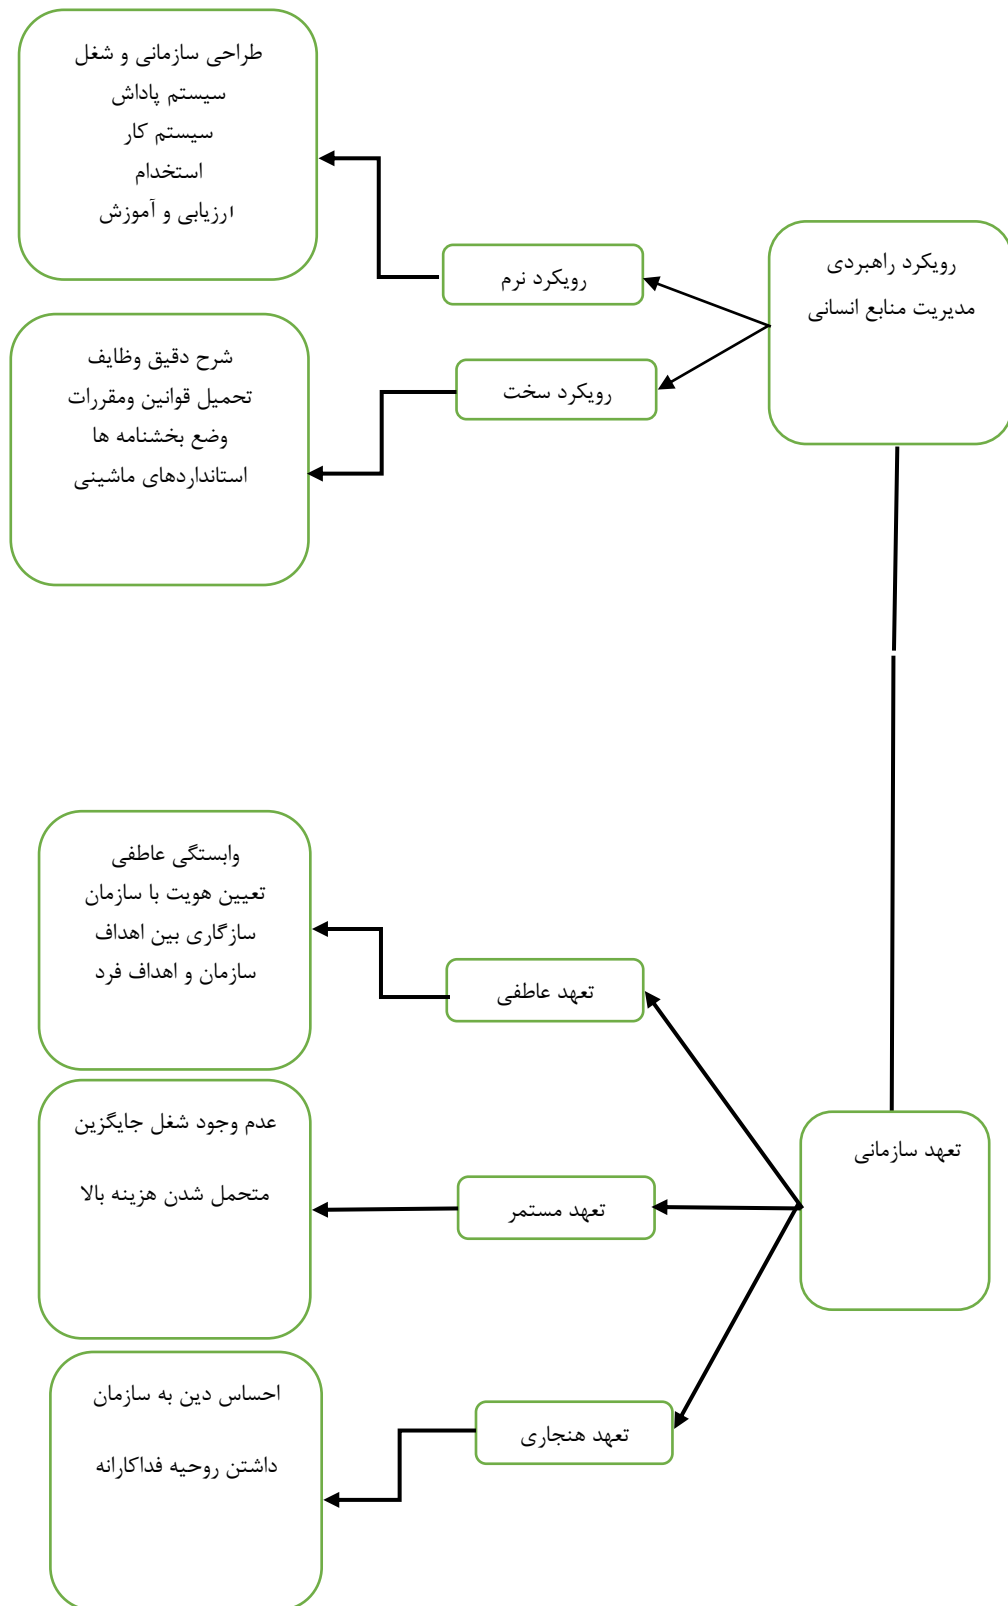 طراحی سازمانی و شغل
سیستم پاداش
سیستم کار
استخدام
ارزیابی و آموزش
رویکرد راهبردی
مدیریت منابع انسانی
رویکرد نرم
رویکرد سخت
شرح دقیق وظایف
تحمیل قوانین ومقررات
وضع بخشنامه ها
استانداردهای ماشینی
وابستگی عاطفی
تعیین هویت با سازمان
سازگاری بین اهداف
سازمان و اهداف فرد
تعهد عاطفی
تعهد سازمانی
عدم وجود شغل جایگزین
متحمل شدن هزینه بالا
تعهد مستمر
احساس دین به سازمان
داشتن روحیه فداکارانه
تعهد هنجاری